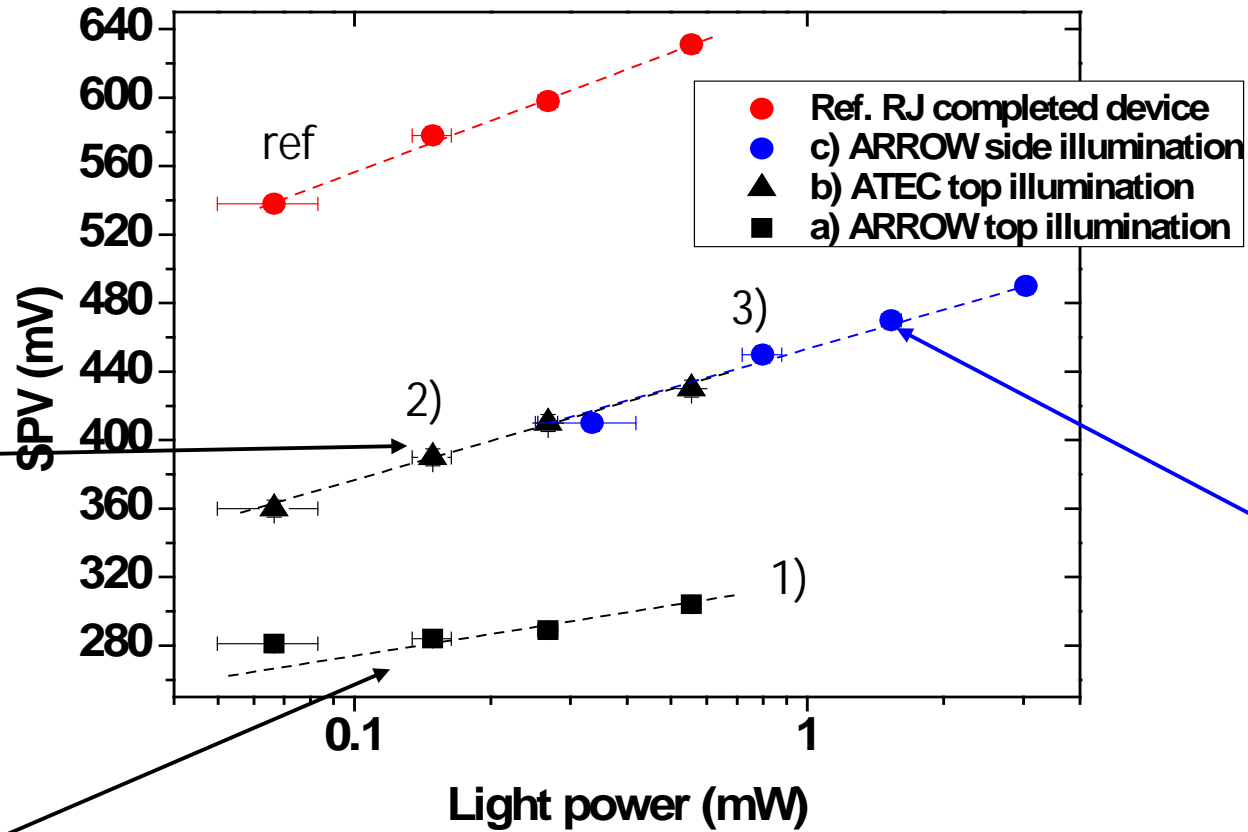 640
600
560
520
480
440
400
360
320
280
SPV (mV)
ref
2)
3)
1)
Ref. RJ completed device
c) ARROW side illumination
b) ATEC top illumination
a) ARROW top illumination
0.1
1
Light power (mW)